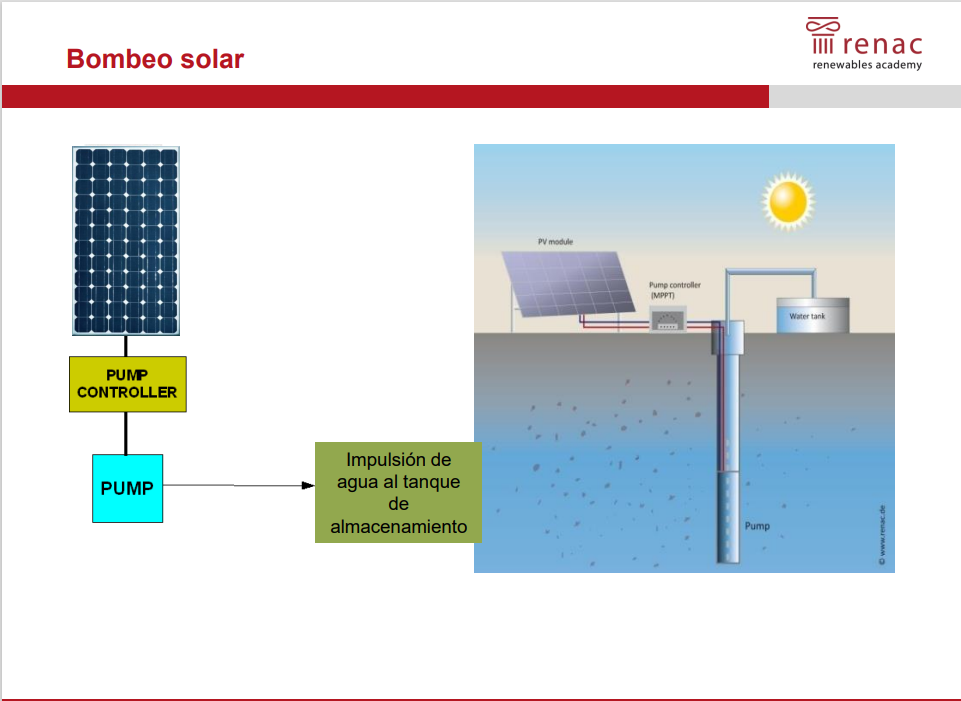 Bombeo solar
renac
renewables academy
PUMP
CONTROLLER
PUMP
Impulsión de
agua al tanque
de
almacenamiento
PV module
Pump controller
(MPPT)
Water tank
Pump
© www.renac.de